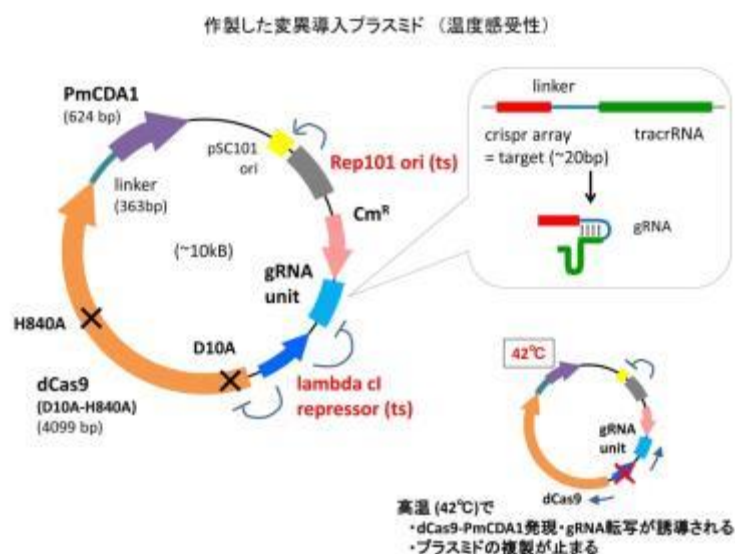 作製した変異導入プラスミド （温度感受性）
PmCDA1
(624 bp)
linker
(363bp)
pSC101
ori
Rep101 ori (ts)
Cmᴿ
(~10kB)
gRNA
unit
H840A
D10A
dCas9
(D10A-H840A)
(4099 bp)
lambda cI
repressor (ts)
linker
crispr array
= target (~20bp)
tracrRNA
gRNA
42℃
gRNA
unit
dCas9
高温 (42℃)で
・dCas9-PmCDA1発現・gRNA転写が誘導される
・プラスミドの複製が止まる